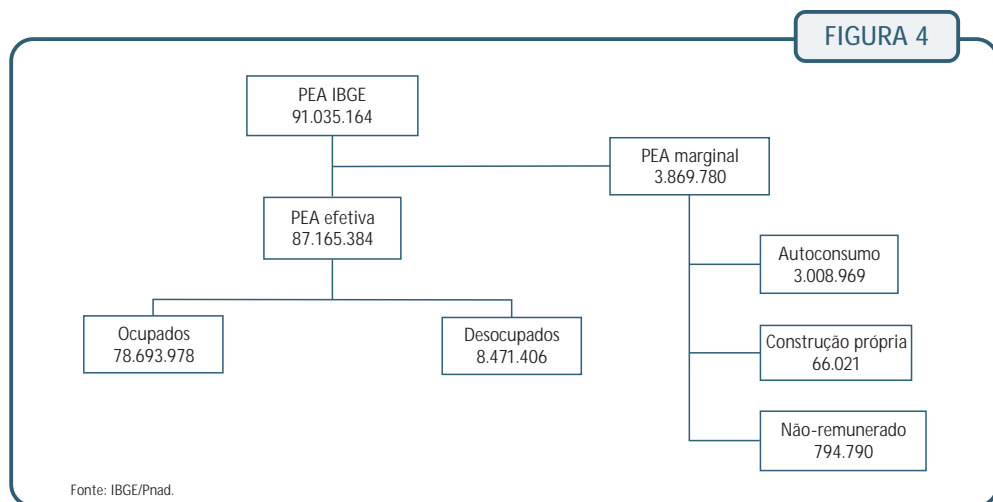 FIGURA 4
PEA IBGE
91.035.164
PEA marginal
3.869.780
PEA efetiva
87.165.384
Autoconsumo
3.008.969
Ocupados
78.693.978
Desocupados
8.471.406
Construção própria
66.021
Não-remunerado
794.790
Fonte: IBGE/Pnad.